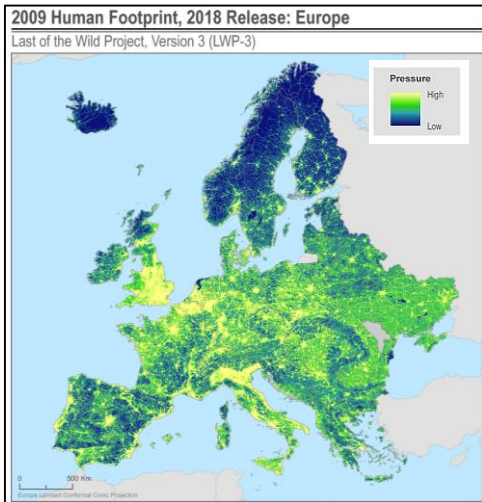 2009 Human Footprint, 2018 Release: Europe
Last of the Wild Project, Version 3 (LWP-3)
Pressure
High
Low
0 500 Km
Europe Lambert Conformal Conic Projection